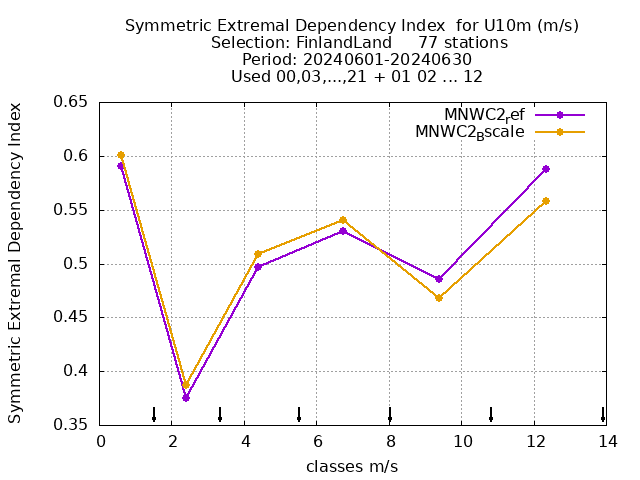 Symmetric Extremal Dependency Index for U10m (m/s)
Selection: FinlandLand 77 stations
Period: 20240601-20240630
Used 00,03,...,21 + 01 02 ... 12
MNWC2ref
MNWC2Bscale
Symmetric Extremal Dependency Index
0.65
0.6
0.55
0.5
0.45
0.4
0.35
0 2 4 6 8 10 12 14
classes m/s